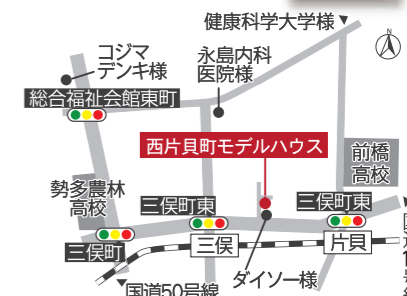 健康科学大学様
N
コジマ
デンキ様
永島内科
医院様
総合福祉会館東町
西片貝町モデルハウス
前橋
高校
勢多農林
高校
三俣町東
三俣町東
三俣町
三俣
片貝
ダイソー様
国道50号線